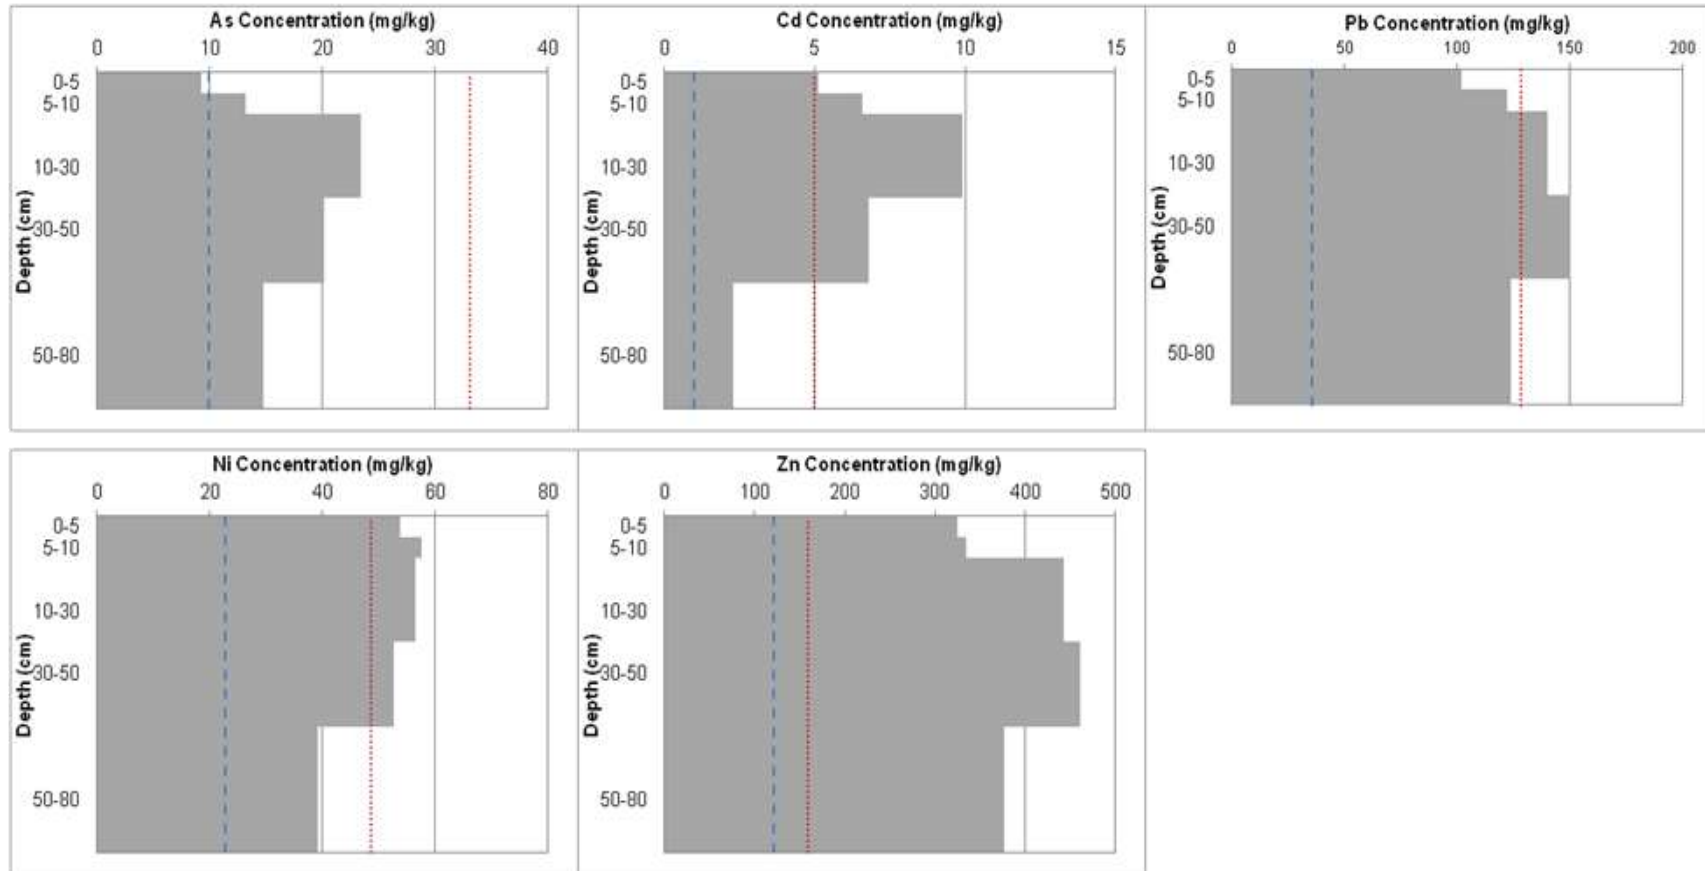 As Concentration (mg/kg)
0 10 20 30 40
Depth (cm)
0-5
5-10
10-30
30-50
50-80
Cd Concentration (mg/kg)
0 5 10 15
Depth (cm)
0-5
5-10
10-30
30-50
50-80
Pb Concentration (mg/kg)
0 50 100 150 200
Depth (cm)
0-5
5-10
10-30
30-50
50-80
Ni Concentration (mg/kg)
0 20 40 60 80
Depth (cm)
0-5
5-10
10-30
30-50
50-80
Zn Concentration (mg/kg)
0 100 200 300 400 500
Depth (cm)
0-5
5-10
10-30
30-50
50-80